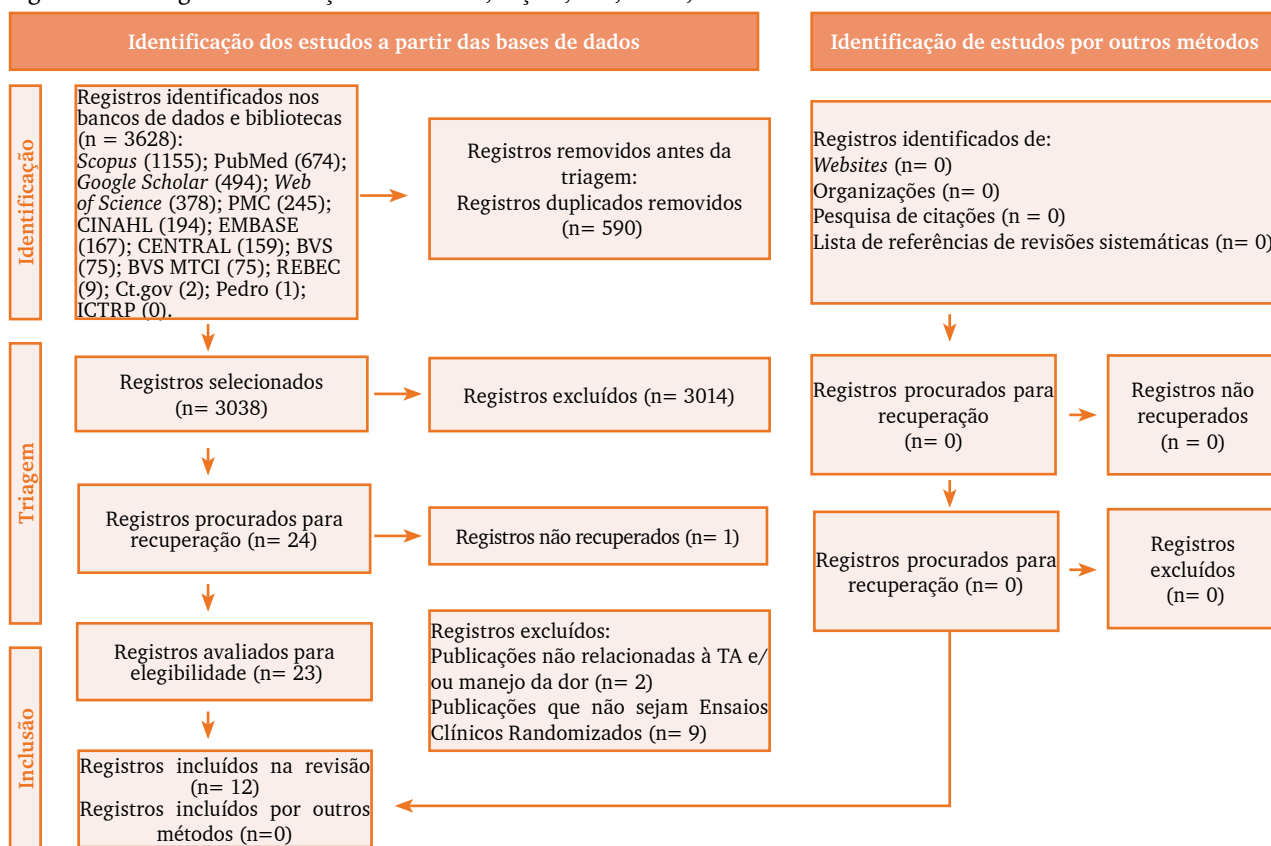 Identificação dos estudos a partir das bases de dados
Identificação de estudos por outros métodos
Identificação
Registros identificados nos
bancos de dados e bibliotecas
(n = 3628):
Scopus (1155); PubMed (674);
Google Scholar (494); Web
of Science (378); PMC (245);
CINAHL (194); EMBASE
(167); CENTRAL (159); BVS
(75); BVS MTCI (75); REBEC
(9); Ct.gov (2); Pedro (1);
ICTRP (0).
Registros removidos antes da
triagem:
Registros duplicados removidos
(n= 590)
Registros identificados de:
Websites (n= 0)
Organizações (n= 0)
Pesquisa de citações (n = 0)
Lista de referências de revisões sistemáticas (n= 0)
Triagem
Registros selecionados
(n= 3038)
Registros excluídos (n= 3014)
Registros procurados para
recuperação
(n= 0)
Registros não
recuperados
(n = 0)
Registros procurados para
recuperação (n= 24)
Registros não recuperados (n= 1)
Registros procurados para
recuperação (n= 0)
Registros
excluídos
(n= 0)
Registros avaliados para
elegibilidade (n= 23)
Registros excluídos:
Publicações não relacionadas à TA e/
ou manejo da dor (n= 2)
Publicações que não sejam Ensaios
Clínicos Randomizados (n= 9)
Inclusão
Registros incluídos na revisão
(n= 12)
Registros incluídos por outros
métodos (n=0)